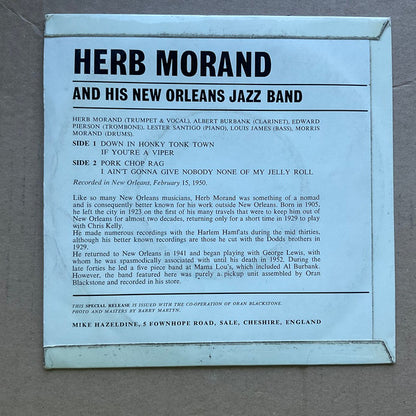 HERB MORAND
AND HIS NEW ORLEANS JAZZ BAND
HERB MORAND (TRUMPET & VOCAL), ALBERT BURBANK (CLARINET), EDWARD
PIERSON (TROMBONE), LESTER SANTIGO (PIANO), LOUIS JAMES (BASS), MORRIS
MORAND (DRUMS).
SIDE 1 DOWN IN HONKY TONK TOWN
IF YOU'RE A VIPER
SIDE 2 PORK CHOP RAG
I AIN'T GONNA GIVE NOBODY NONE OF MY JELLY ROLL
Recorded in New Orleans, February 15, 1950.
Like so many New Orleans musicians, Herb Morand was something of a nomad
and is consequently better known for his work outside New Orleans. Born in 1905,
he left the city in 1923 on the first of his many travels that were to keep him out of
New Orleans for almost two decades, returning only for a short time in 1929 to play
with Chris Kelly.
He made numerous recordings with the Harlem Hamfats during the mid thirties,
although his better known recordings are those he cut with the Dodds brothers in
1929.
He returned to New Orleans in 1941 and began playing with George Lewis, with
whom he was spasmodically associated with until his death in 1952. During the
late forties he led a five piece band at Mama Lou's, which included Al Burbank.
However, the band featured here was purely a pickup unit assembled by Oran
Blackstone and recorded in his store.
THIS SPECIAL RELEASE IS ISSUED WITH THE CO-OPERATION OF ORAN BLACKSTONE.
PHOTO AND MASTERS BY BARRY MARTYN.
MIKE HAZELDINE, 5 FOWNHOPE ROAD, SALE, CHESHIRE, ENGLAND